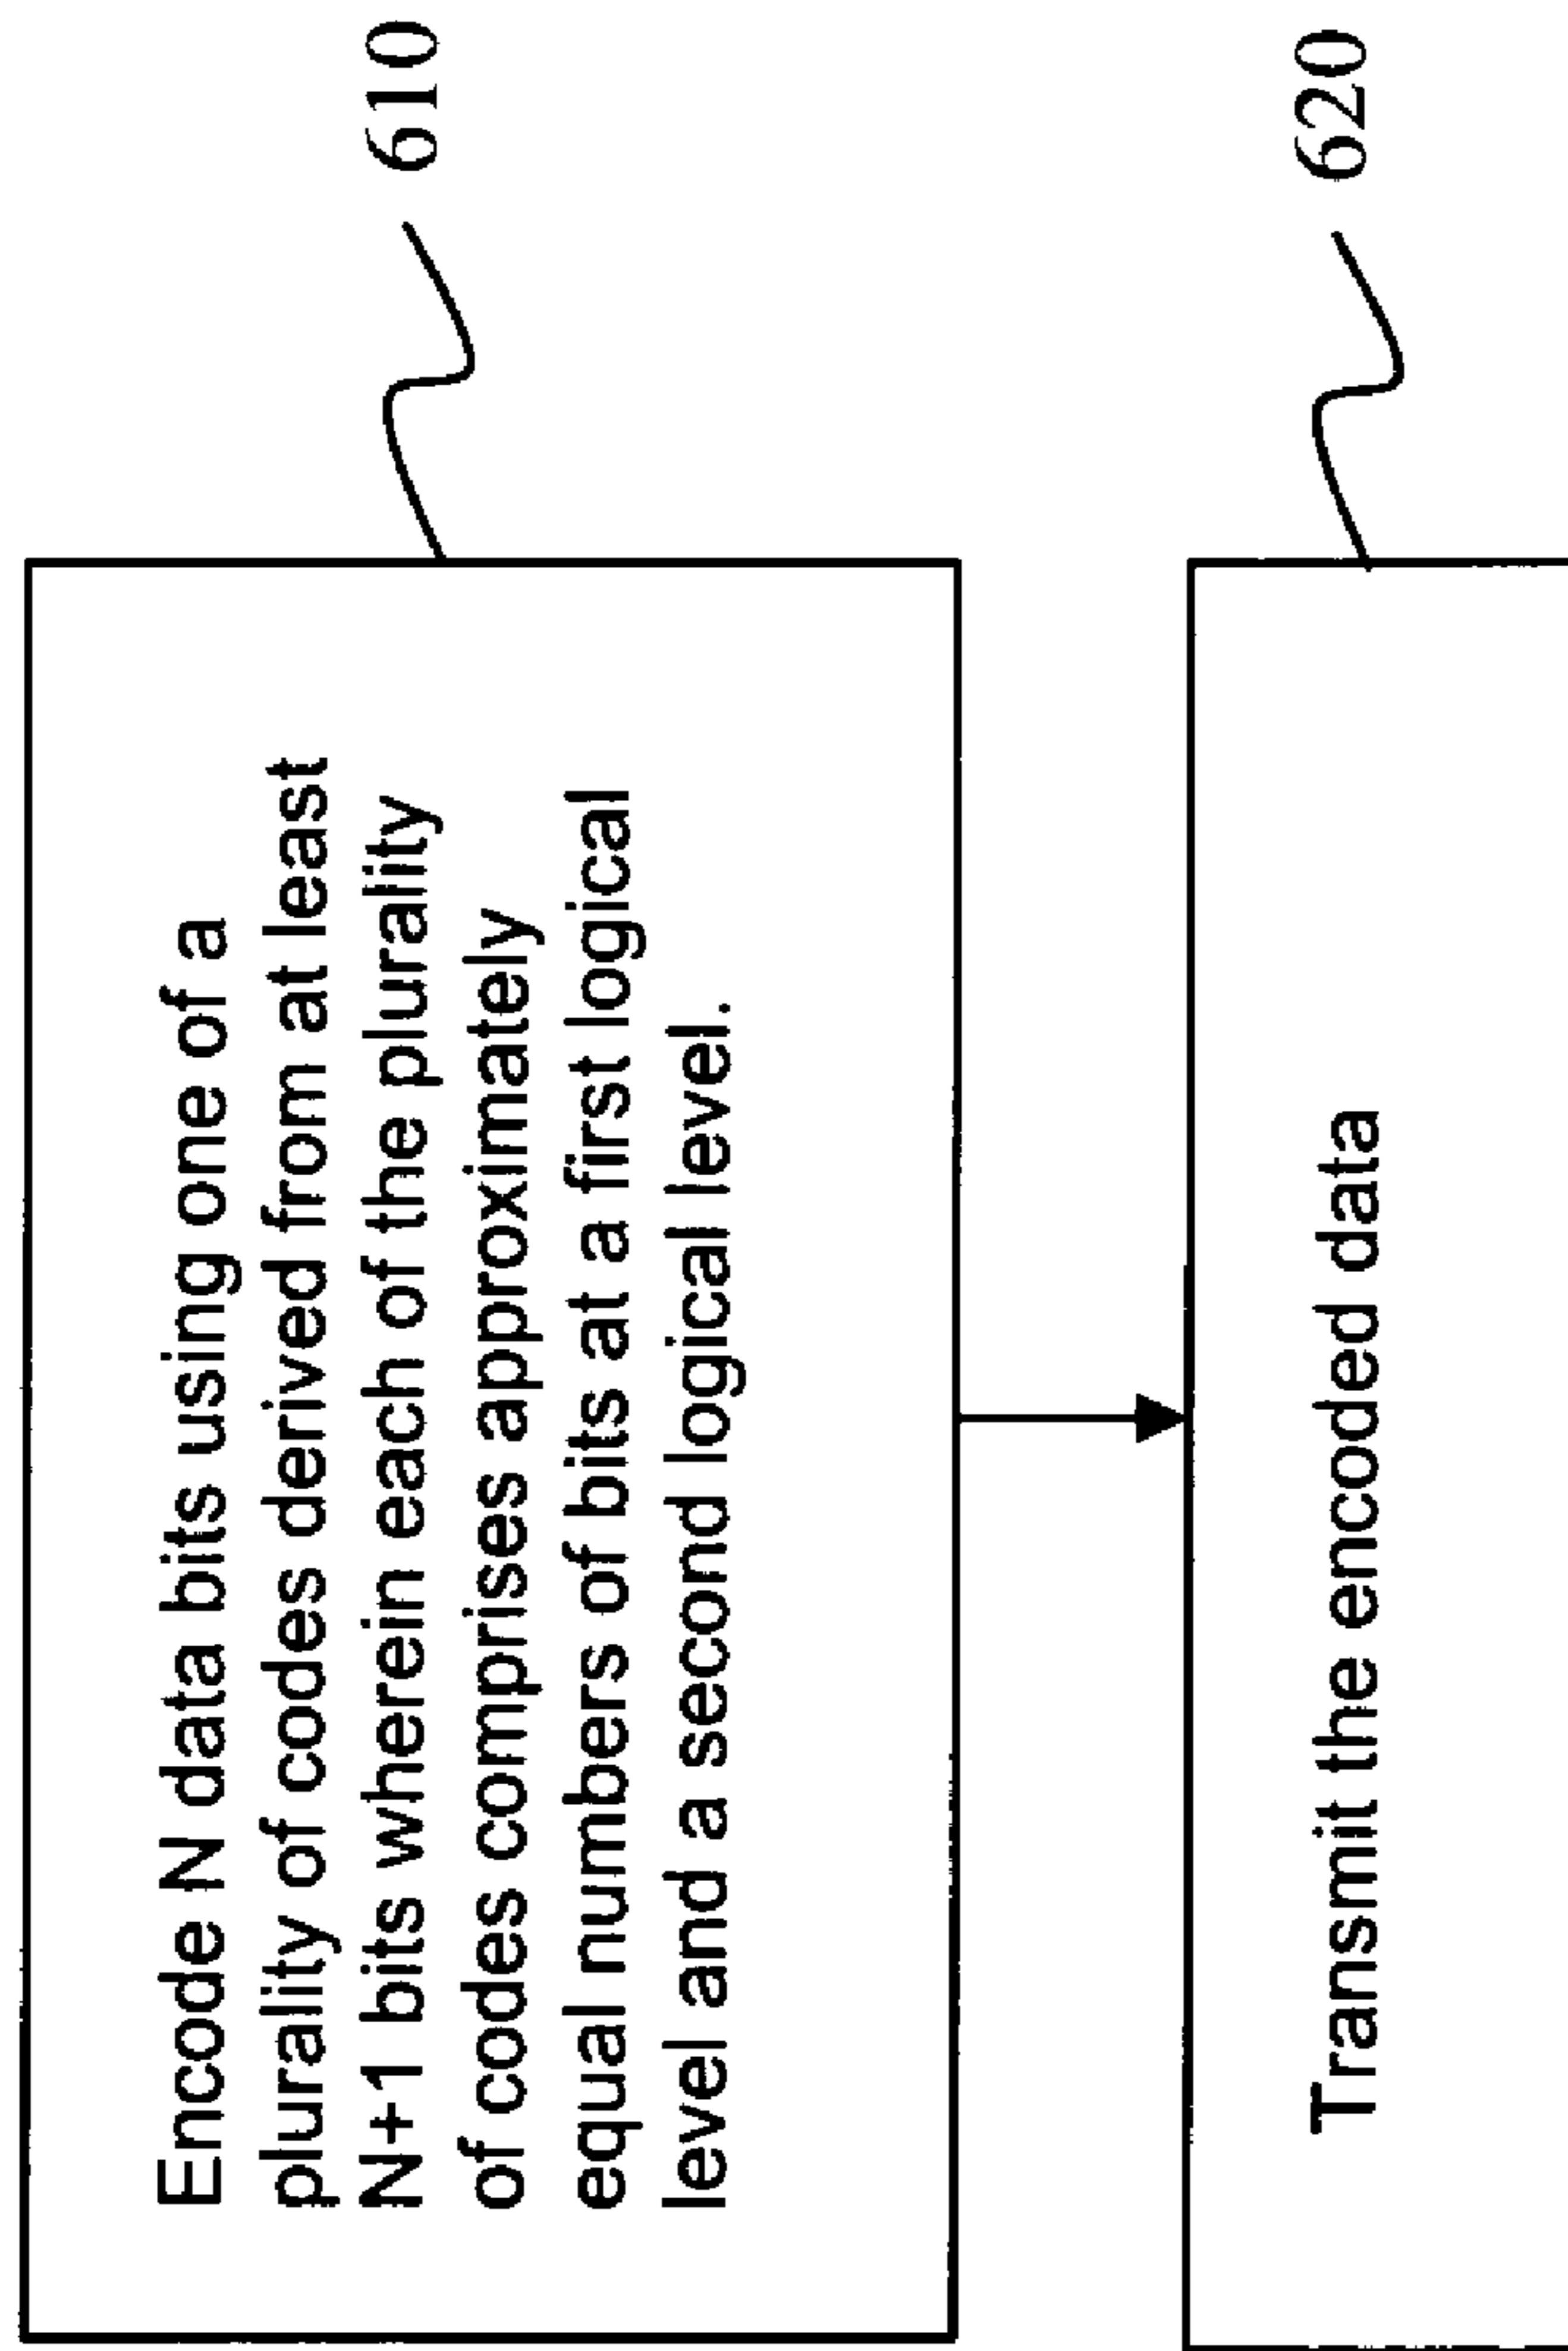 Encode N data bits using one of a
plurality of codes derived from at least
N+1 bits wherein each of the plurality
of codes comprises approximately
equal numbers of bits at a first logical
level and a second logical level.
610
Transmit the encoded data
620